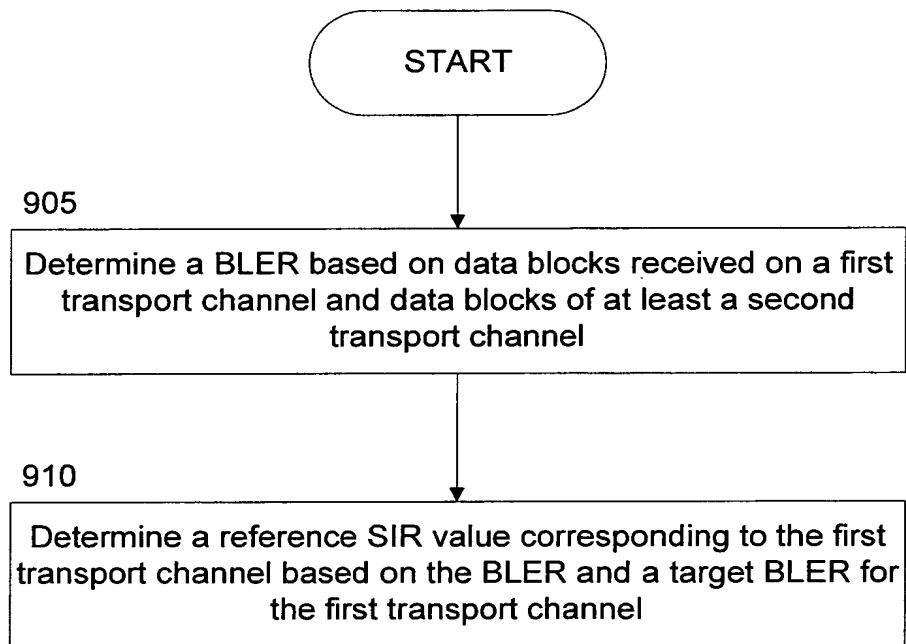 START
905
Determine a BLER based on data blocks received on a first
transport channel and data blocks of at least a second
transport channel
910
Determine a reference SIR value corresponding to the first
transport channel based on the BLER and a target BLER for
the first transport channel